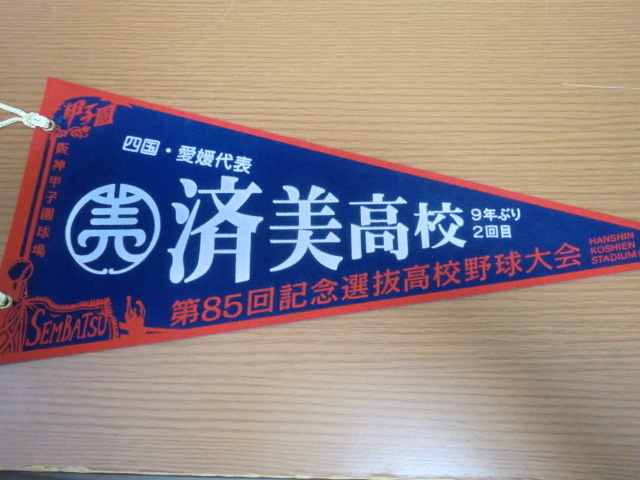 甲子園
阪神甲子園球場
四国・愛媛代表
済美高校
9年ぶり
2回目
第85回記念選抜高校野球大会
HANSHIN
KOSHIEN
STADIUM
SEMBATSU